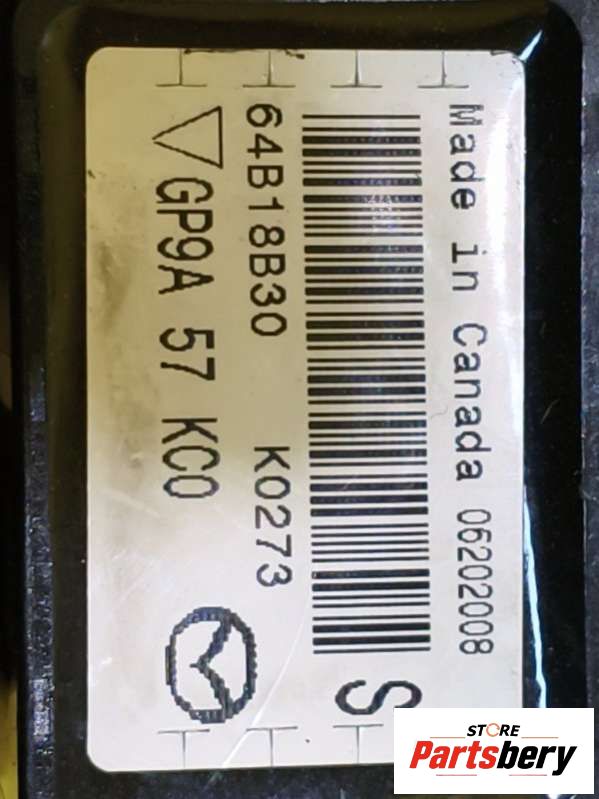 Made in Canada 06202008
S
64B18B30 K0273
GP9A 57 KC0
STORE
Partsbery